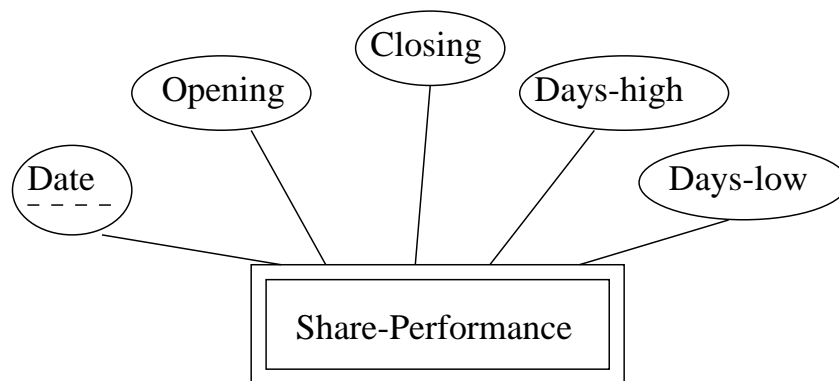 Closing
Opening
Days-high
Date
Days-low
Share-Performance